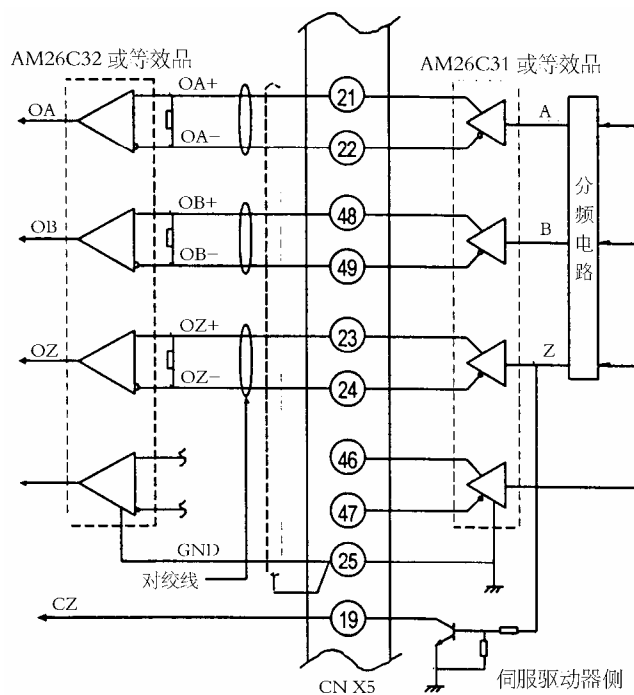 AM26C32 或等效品
AM26C31 或等效品
OA+
OA
21
A
OA−
22
OB+
48
OB
B
OB−
49
分频电路
OZ+
23
OZ
Z
OZ−
24
46
47
GND
25
对绞线
CZ
19
CN X5
伺服驱动器侧